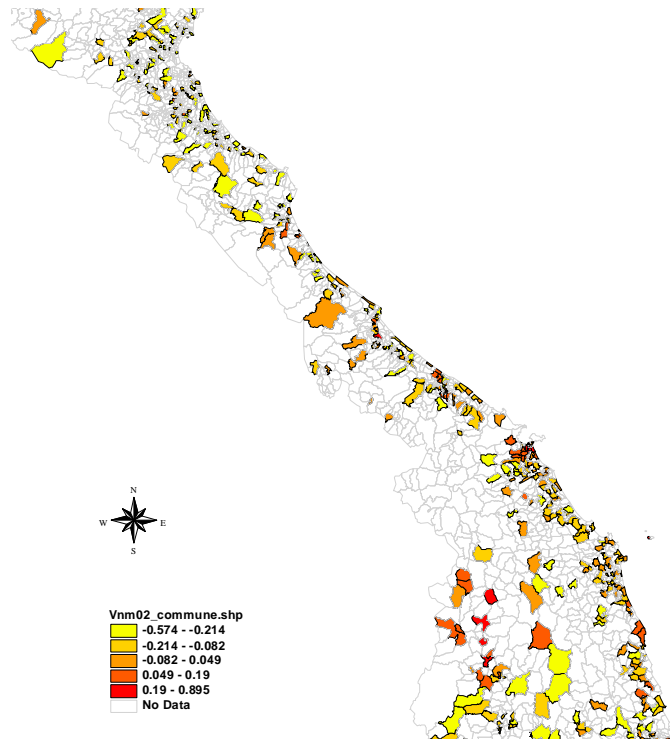 N
W E
S
Vnm02_commune.shp
-0.574 - -0.214
-0.214 - -0.082
-0.082 - 0.049
0.049 - 0.19
0.19 - 0.895
No Data